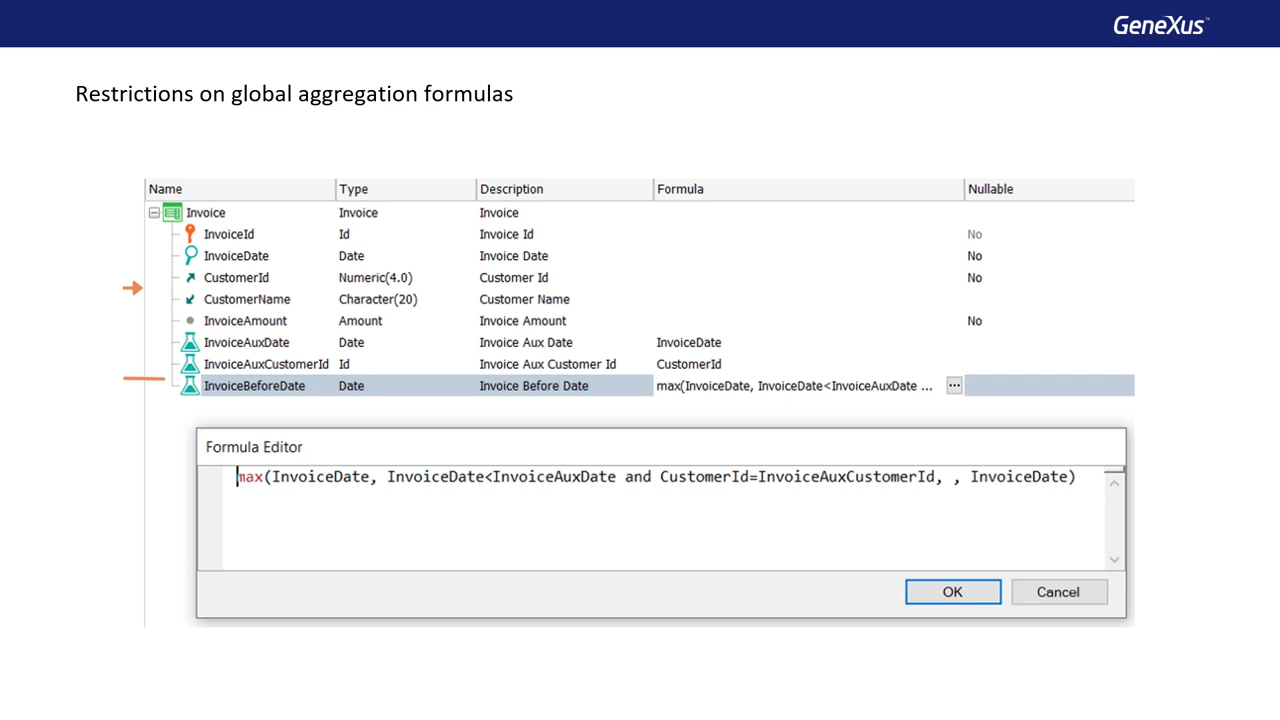 GeneXus™
Restrictions on global aggregation formulas
Name Type Description Formula Nullable
Invoice Invoice Invoice
InvoiceId Id Invoice Id No
InvoiceDate Date Invoice Date No
CustomerId Numeric(4.0) Customer Id No
CustomerName Character(20) Customer Name
InvoiceAmount Amount Invoice Amount No
InvoiceAuxDate Date Invoice Aux Date InvoiceDate
InvoiceAuxCustomerId Id Invoice Aux Customer Id CustomerId
InvoiceBeforeDate Date Invoice Before Date max(InvoiceDate, InvoiceDate<InvoiceAuxDate ... ...
Formula Editor
max(InvoiceDate, InvoiceDate<InvoiceAuxDate and CustomerId=InvoiceAuxCustomerId, , InvoiceDate)
OK Cancel